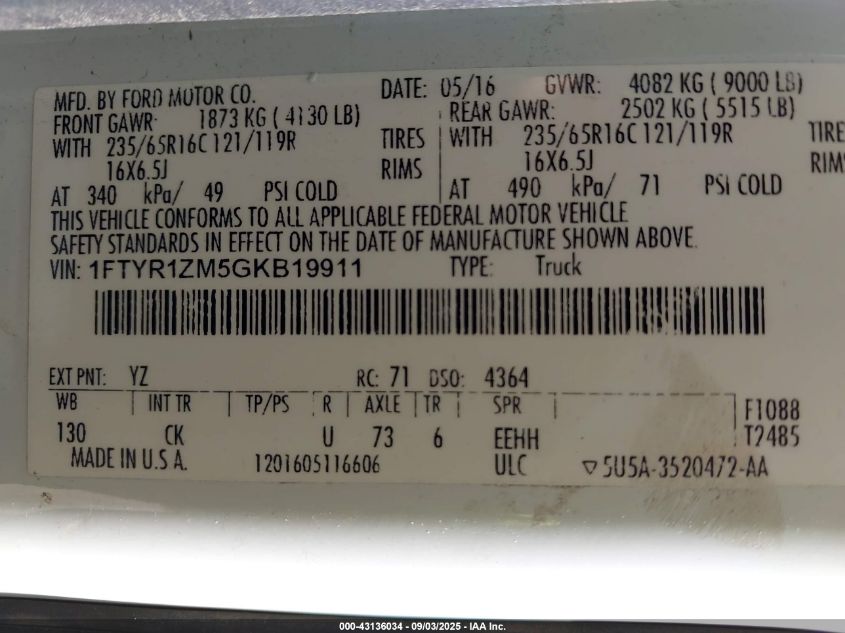 MFD. BY FORD MOTOR CO. DATE: 05/16 GVWR: 4082 KG ( 9000 LB)
FRONT GAWR: 1873 KG ( 4130 LB) REAR GAWR: 2502 KG ( 5515 LB)
WITH 235/65R16C 121/119R TIRES WITH 235/65R16C 121/119R TIRE
16X6.5J RIMS 16X6.5J RIM
AT 340 kPa/ 49 PSI COLD AT 490 kPa/ 71 PSI COLD
THIS VEHICLE CONFORMS TO ALL APPLICABLE FEDERAL MOTOR VEHICLE
SAFETY STANDARDS IN EFFECT ON THE DATE OF MANUFACTURE SHOWN ABOVE.
VIN: 1FTYR1ZM5GKB19911 TYPE: Truck
EXT PNT: YZ RC: 71 DSO: 4364
WB INT TR TP/PS R AXLE TR SPR F1088
130 CK U 73 6 EEHH T2485
MADE IN U.S.A. 1201605116606 ULC ▽5U5A-3520472-AA
000-43136034 - 09/03/2025 - IAA Inc.